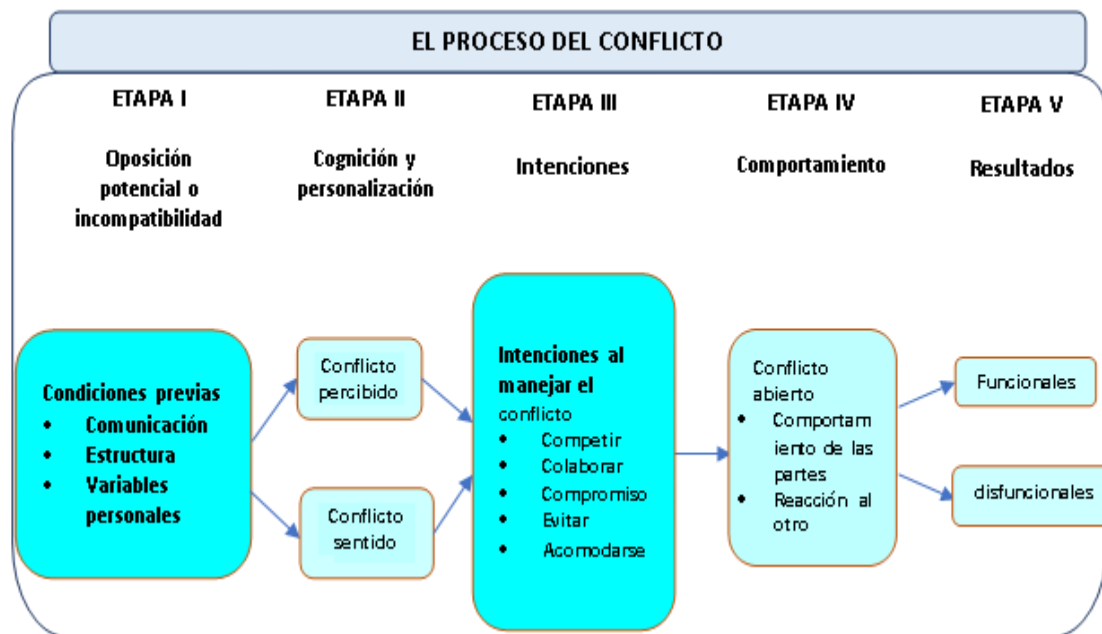 EL PROCESO DEL CONFLICTO
ETAPA I
Oposición
potencial o
incompatibilidad
ETAPA II
Cognición y
personalización
ETAPA III
Intenciones
ETAPA IV
Comportamiento
ETAPA V
Resultados
Condiciones previas
• Comunicación
• Estructura
• Variables
personales
Conflicto
percibido
Conflicto
sentido
Intenciones al
manejar el
conflicto
• Competir
• Colaborar
• Compromiso
• Evitar
• Acomodarse
Conflicto
abierto
• Comportam
iento de las
partes
• Reacción al
otro
Funcionales
disfuncionales